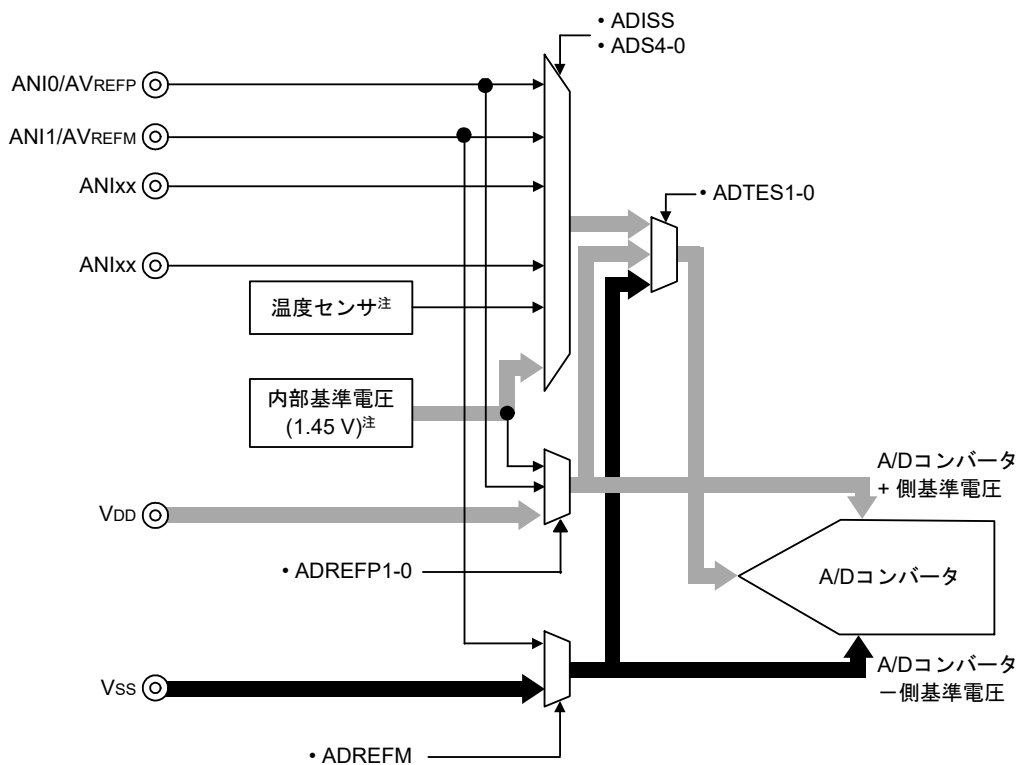 • ADISS
• ADS4-0
ANI0/AVREFP
ANI1/AVREFM
ANIxx
• ADTES1-0
ANIxx
温度センサ注
内部基準電圧
(1.45 V)注
A/Dコンバータ
+ 側基準電圧
VDD
• ADREFP1-0
A/Dコンバータ
A/Dコンバータ
－側基準電圧
VSS
• ADREFM